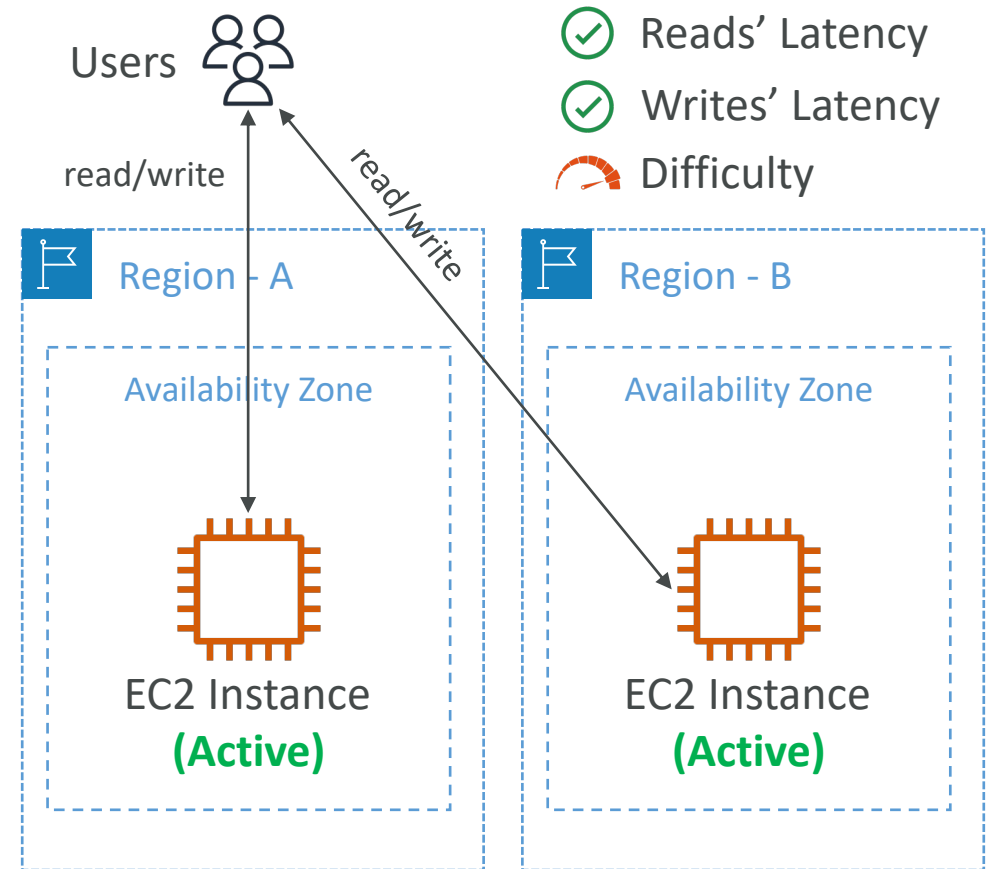 Users
Reads’ Latency
Writes’ Latency
Difficulty
read/write
read/write
Region - A
Region - B
Availability Zone
Availability Zone
EC2 Instance
(Active)
EC2 Instance
(Active)